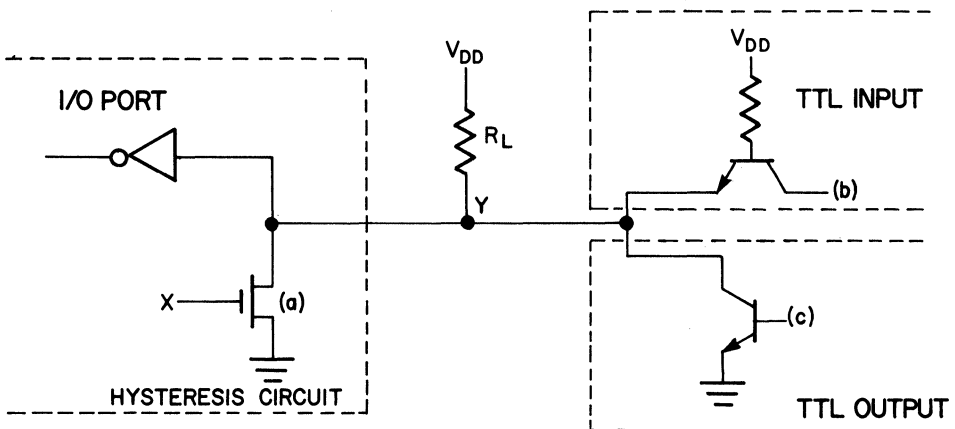 V_DD
V_DD
I/O PORT
TTL INPUT
R_L
Y
(b)
X
(a)
(c)
HYSTERESIS CIRCUIT
TTL OUTPUT